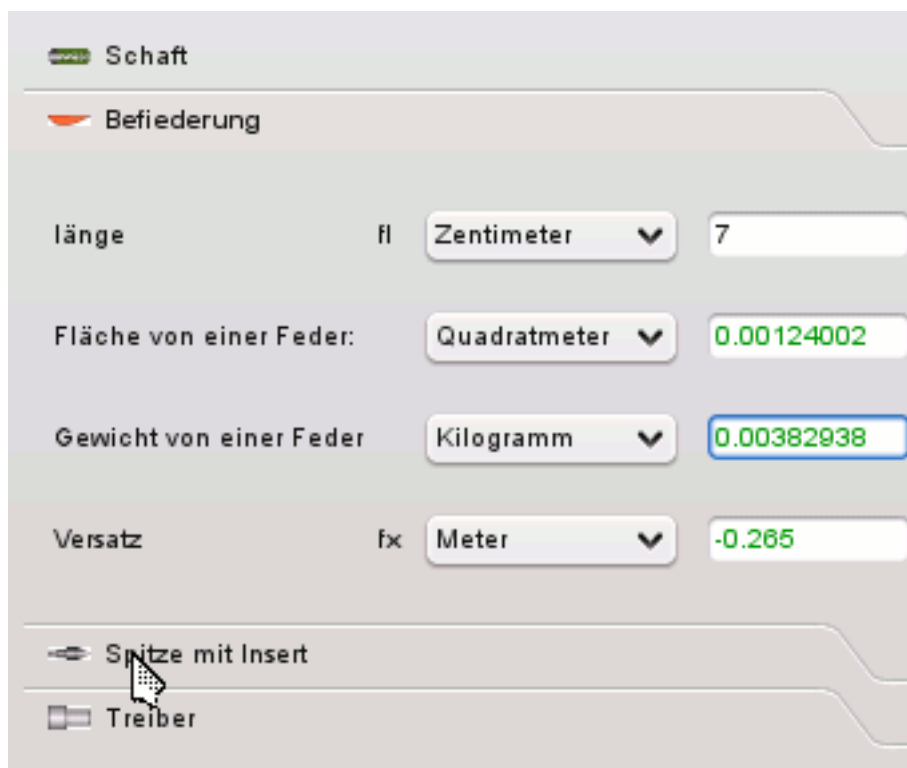 Schaft
Befiederung
länge fl Zentimeter 7
Fläche von einer Feder: Quadratmeter 0.00124002
Gewicht von einer Feder Kilogramm 0.00382938
Versatz fx Meter -0.265
Spitze mit Insert
Treiber